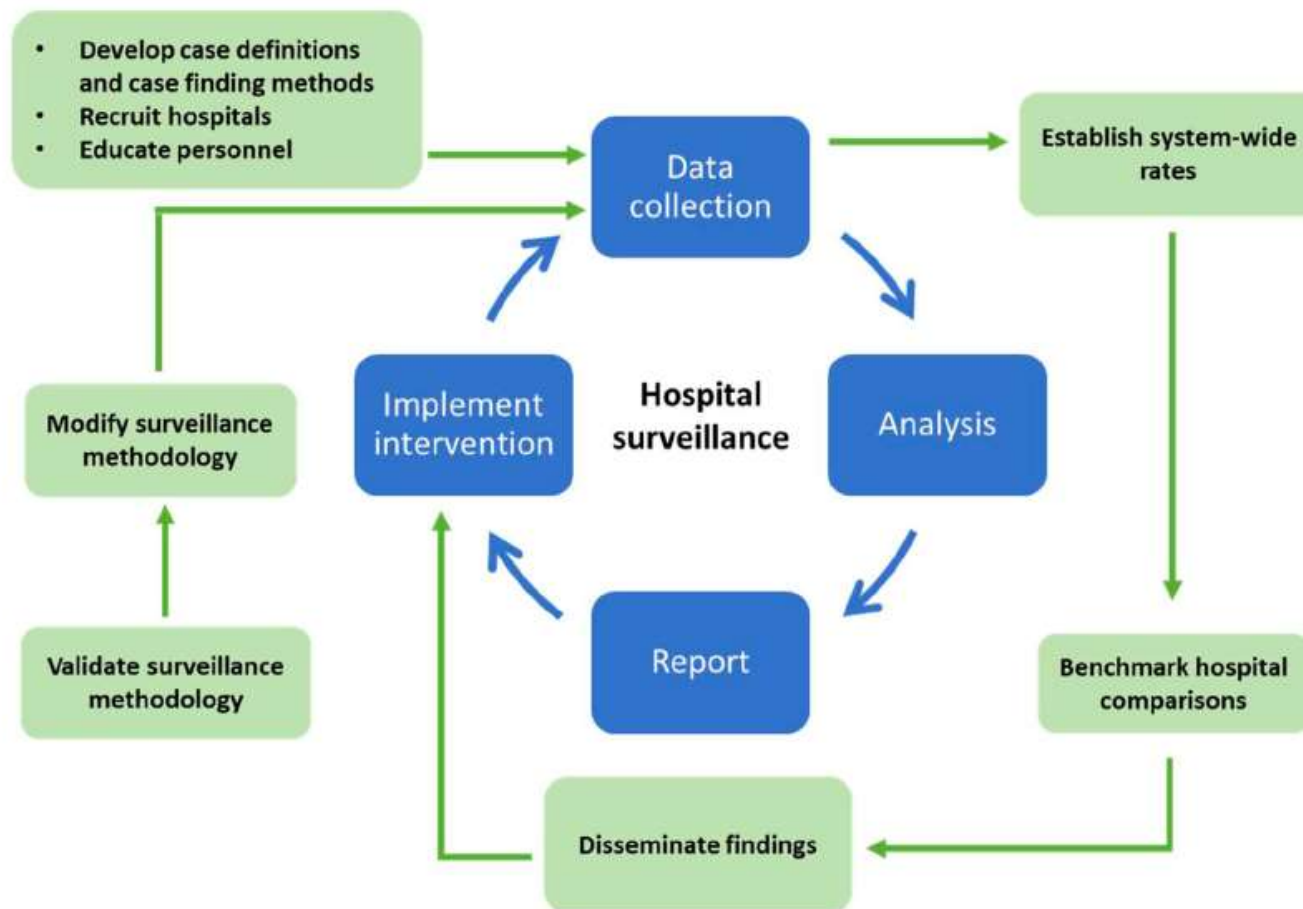 • Develop case definitions
and case finding methods
• Recruit hospitals
• Educate personnel
Data
collection
Establish system-wide
rates
Implement
intervention
Hospital
surveillance
Analysis
Modify surveillance
methodology
Report
Validate surveillance
methodology
Benchmark hospital
comparisons
Disseminate findings